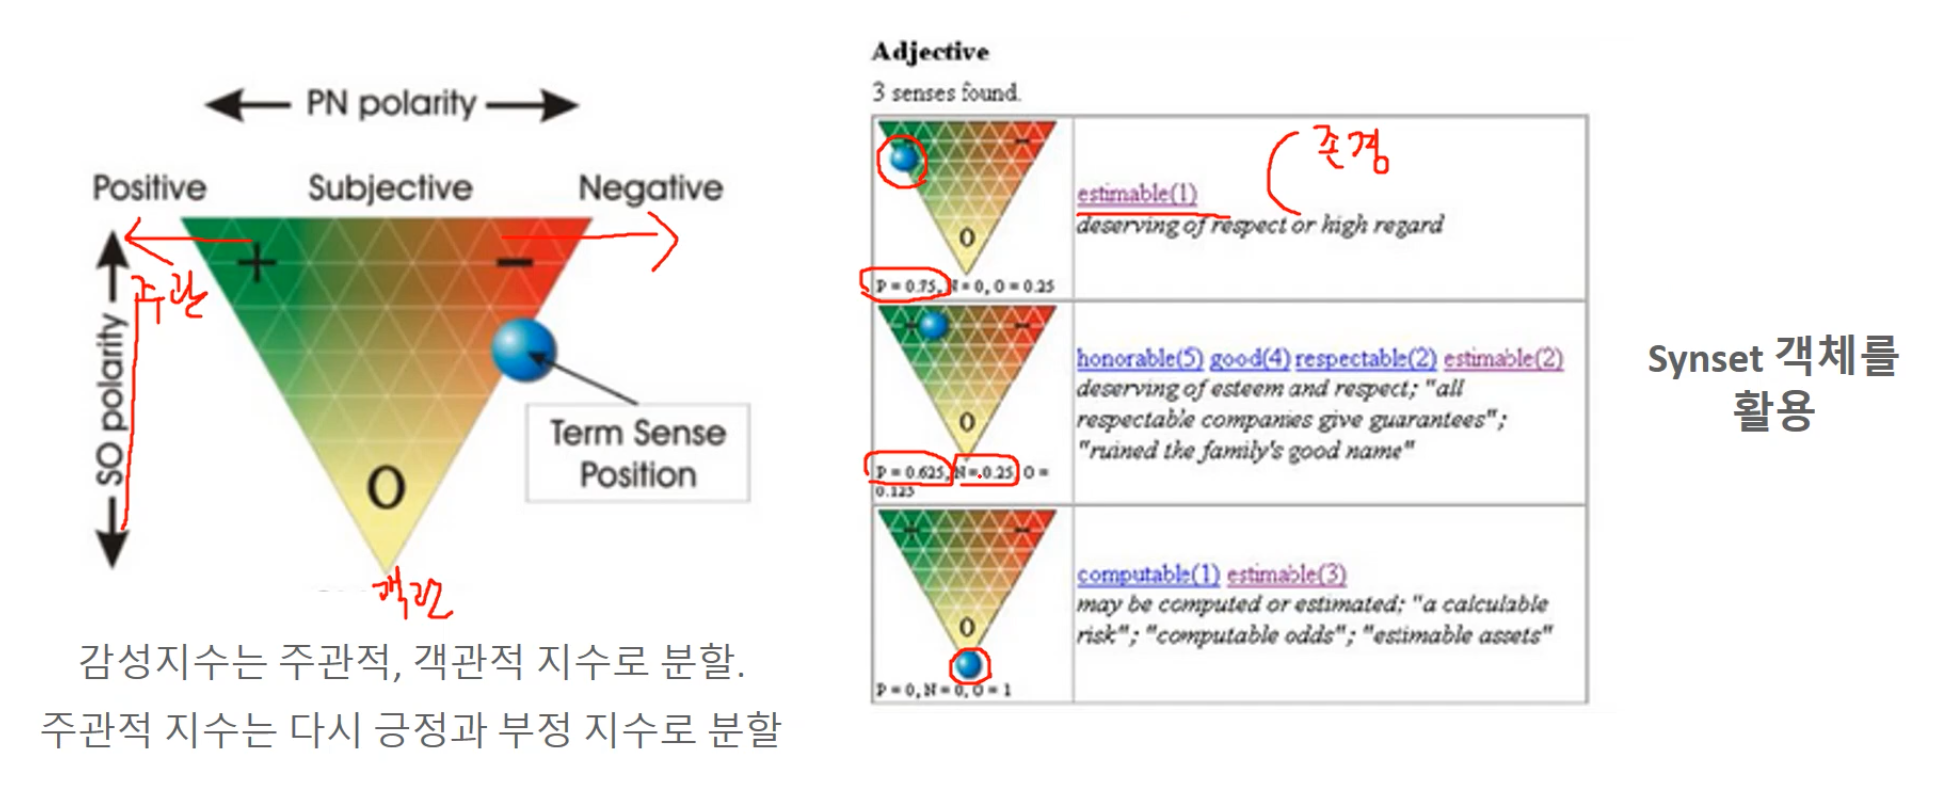 PN polarity
Positive Subjective Negative
+ −
주관
SO polarity
Term Sense
Position
O
객관
감성지수는 주관적, 객관적 지수로 분할.
주관적 지수는 다시 긍정과 부정 지수로 분할
Adjective
3 senses found.
+ −
O
P = 0.75, N = 0, O = 0.25
estimable(1)
존경
deserving of respect or high regard
+ −
O
P = 0.625, N = 0.25, O =
0.125
honorable(5) good(4) respectable(2) estimable(2)
deserving of esteem and respect; "all
respectable companies give guarantees";
"ruined the family's good name"
+ −
O
P = 0, N = 0, O = 1
computable(1) estimable(3)
may be computed or estimated; "a calculable
risk"; "computable odds"; "estimable assets"
Synset 객체를
활용